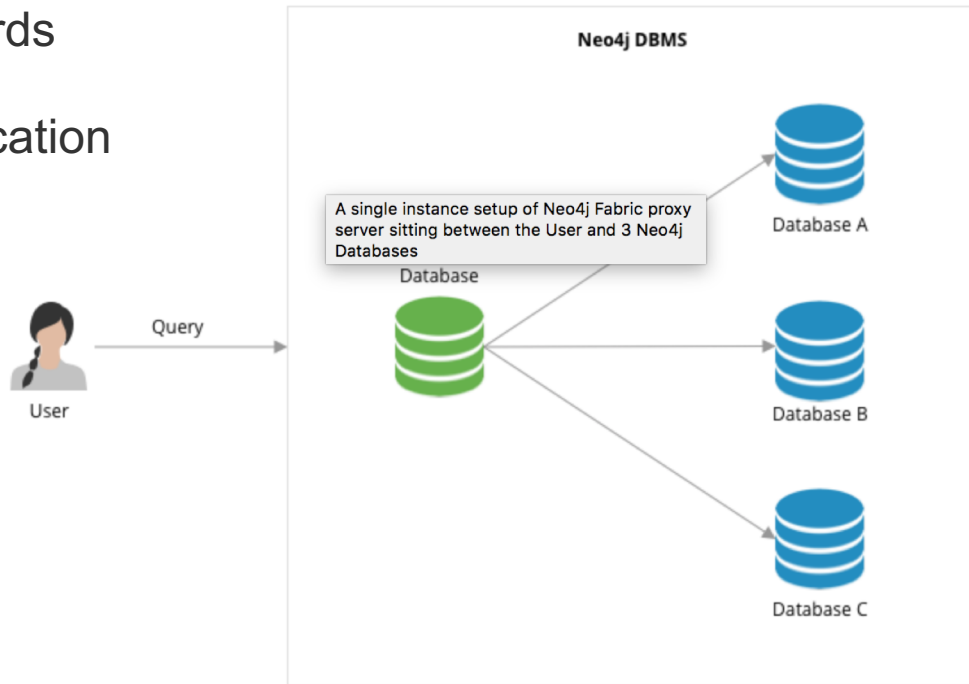 rds
cation
Neo4j DBMS
A single instance setup of Neo4j Fabric proxy
server sitting between the User and 3 Neo4j
Databases
Database
Database A
Query
User
Database B
Database C